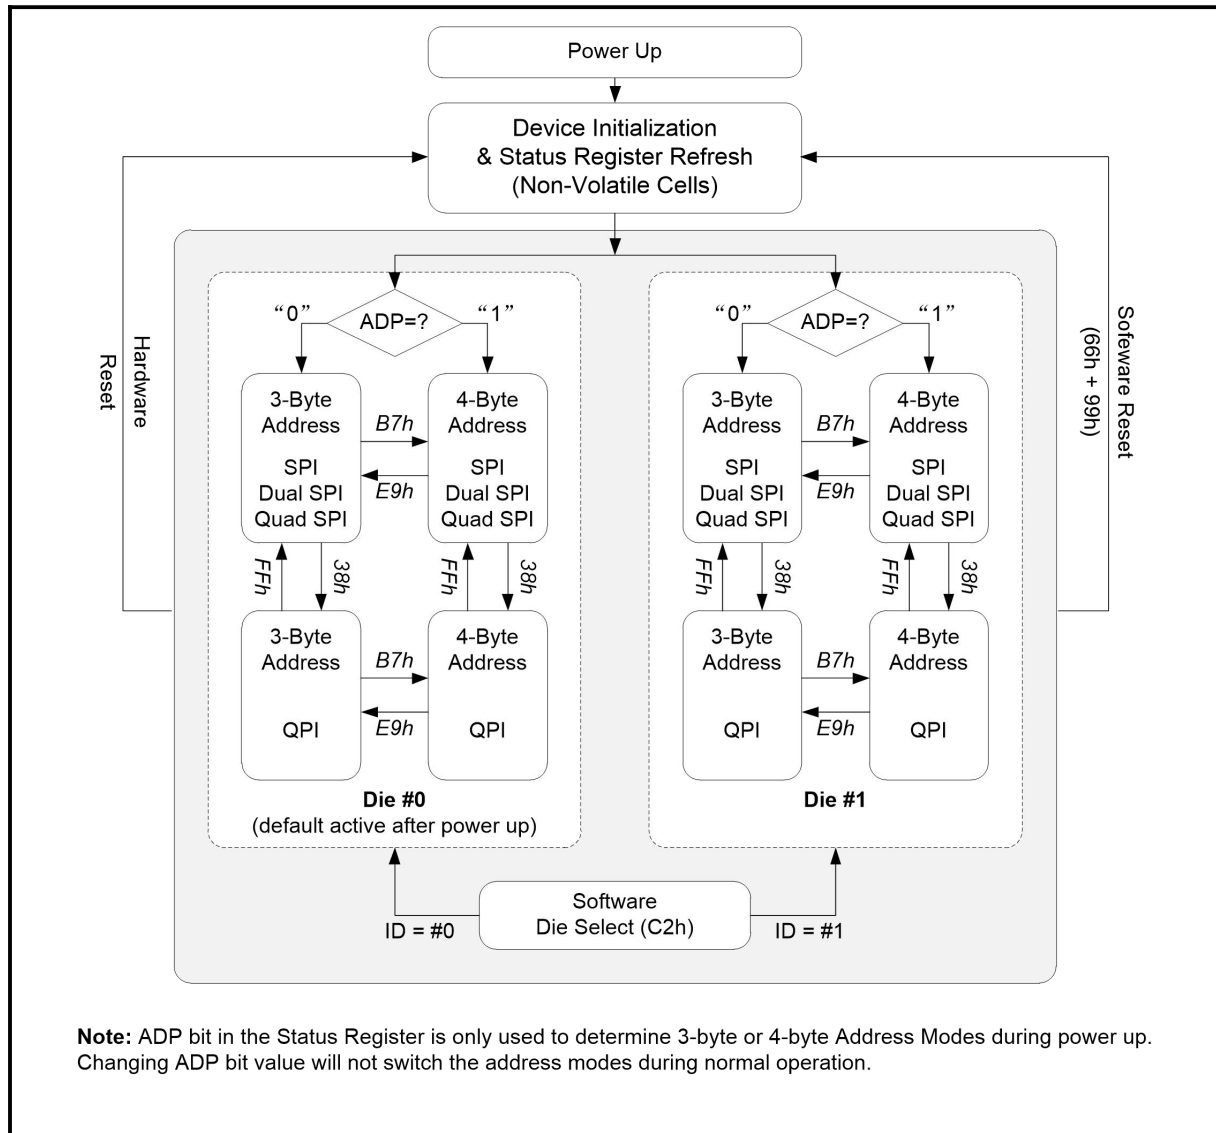 Power Up
Device Initialization
& Status Register Refresh
(Non-Volatile Cells)
Hardware
Reset
Sofeware Reset
(66h + 99h)
“0”
ADP=?
“1”
3-Byte
Address
SPI
Dual SPI
Quad SPI
B7h
E9h
4-Byte
Address
SPI
Dual SPI
Quad SPI
FFh
38h
FFh
38h
3-Byte
Address
QPI
B7h
E9h
4-Byte
Address
QPI
Die #0
(default active after power up)
“0”
ADP=?
“1”
3-Byte
Address
SPI
Dual SPI
Quad SPI
B7h
E9h
4-Byte
Address
SPI
Dual SPI
Quad SPI
FFh
38h
FFh
38h
3-Byte
Address
QPI
B7h
E9h
4-Byte
Address
QPI
Die #1
Software
Die Select (C2h)
ID = #0
ID = #1
Note: ADP bit in the Status Register is only used to determine 3-byte or 4-byte Address Modes during power up.
Changing ADP bit value will not switch the address modes during normal operation.